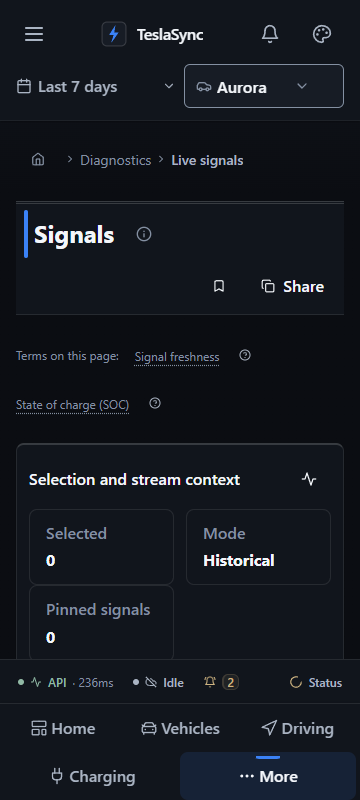 TeslaSync
Last 7 days
Aurora
Diagnostics > Live signals
Signals
Share
Terms on this page: Signal freshness
State of charge (SOC)
Selection and stream context
Selected
0
Mode
Historical
Pinned signals
0
API · 236ms
Idle
2
Status
Home
Vehicles
Driving
Charging
More